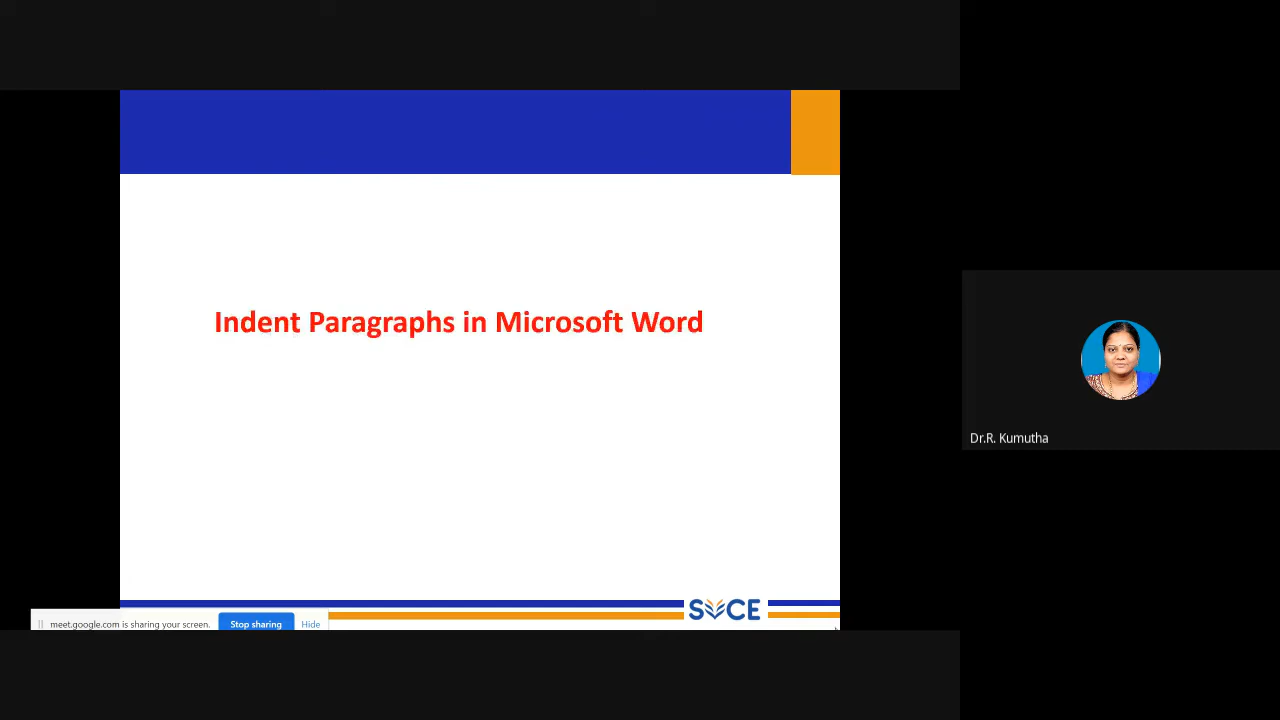 Indent Paragraphs in Microsoft Word
Dr.R. Kumutha
SVCE
meet.google.com is sharing your screen.
Stop sharing
Hide